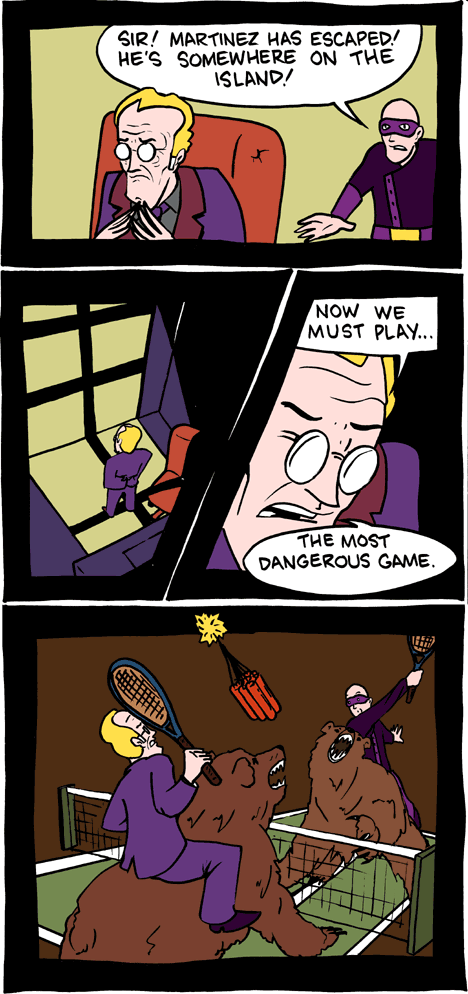 SIR! MARTINEZ HAS ESCAPED!
HE'S SOMEWHERE ON THE
ISLAND!
NOW WE
MUST PLAY...
THE MOST
DANGEROUS GAME.